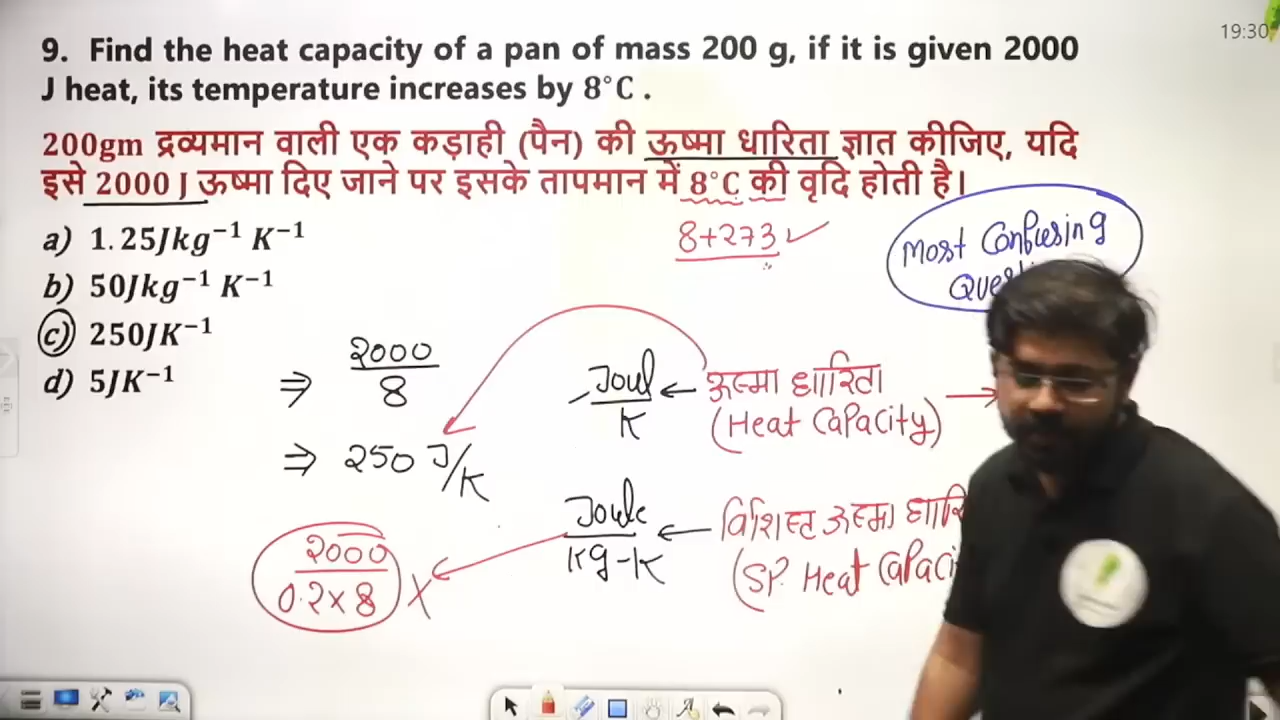 19:30
9. Find the heat capacity of a pan of mass 200 g, if it is given 2000
J heat, its temperature increases by 8°C .
200gm द्रव्यमान वाली एक कड़ाही (पैन) की ऊष्मा धारिता ज्ञात कीजिए, यदि
इसे 2000 J ऊष्मा दिए जाने पर इसके तापमान में 8°C की वृदि होती है।
8+273
Most Confusing
a) 1.25Jkg⁻¹ K⁻¹
b) 50Jkg⁻¹ K⁻¹
c) 250JK⁻¹
d) 5JK⁻¹
⇒ 2000
8
⇒ 250 J/K
Joul ← ऊष्मा धारिता →
K (Heat Capacity)
Joule ← विशिष्ट ऊष्मा
kg-K (SP. Heat
2000
0.2×8 ×